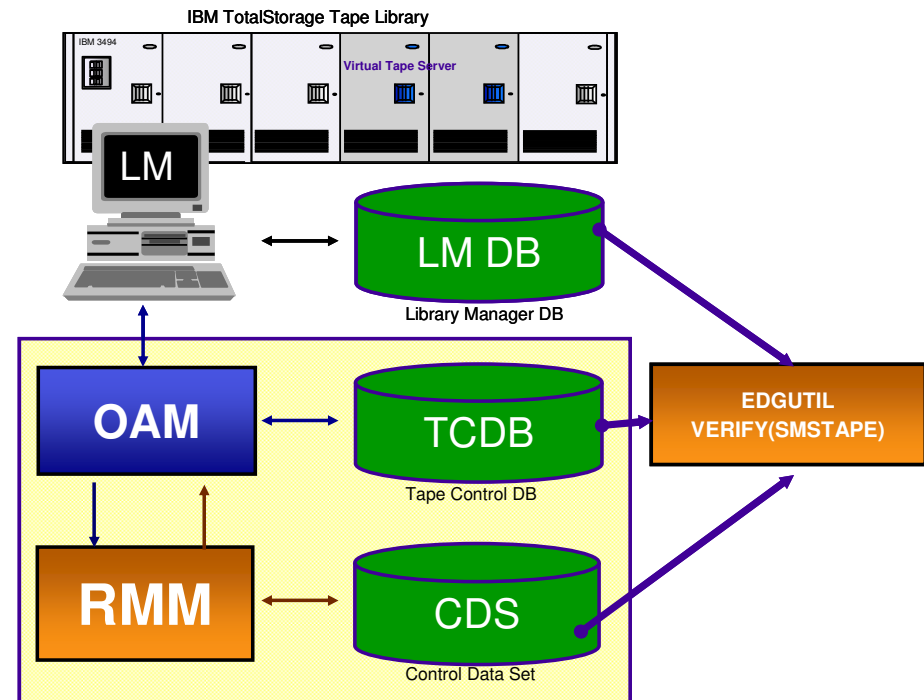 IBM TotalStorage Tape Library
IBM 3494
Virtual Tape Server
LM
LM DB
Library Manager DB
OAM
TCDB
Tape Control DB
EDGUTIL
VERIFY(SMSTAPE)
RMM
CDS
Control Data Set